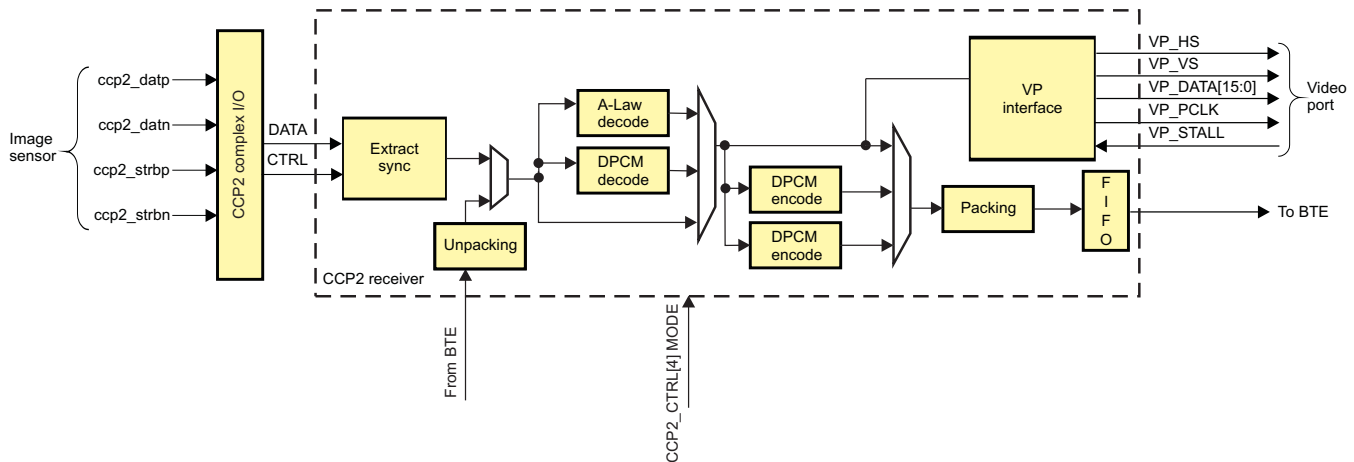 Image
sensor
ccp2_datp
ccp2_datn
ccp2_strbp
ccp2_strbn
CCP2 complex I/O
DATA
CTRL
Extract
sync
Unpacking
CCP2 receiver
From BTE
A-Law
decode
DPCM
decode
DPCM
encode
DPCM
encode
CCP2_CTRL[4] MODE
Packing
VP
interface
VP_HS
VP_VS
VP_DATA[15:0]
VP_PCLK
VP_STALL
Video
port
F
I
F
O
To BTE